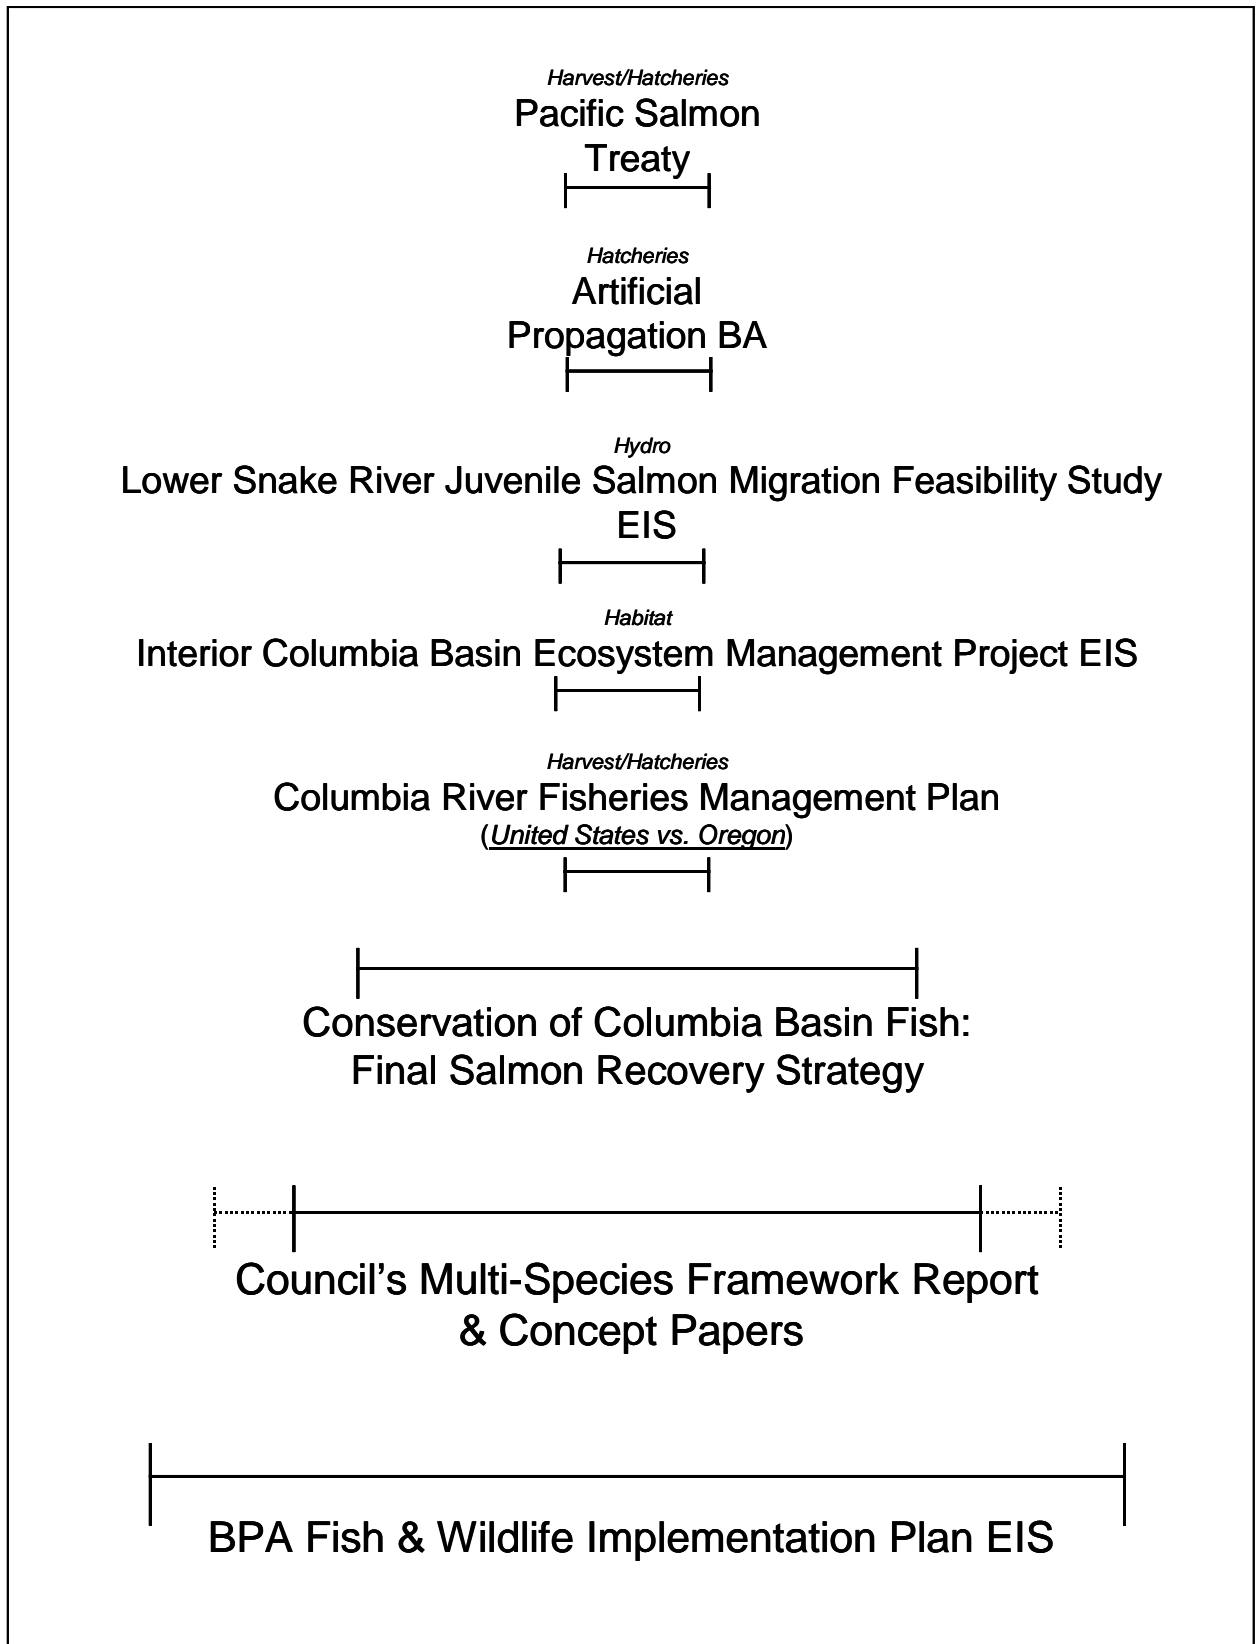 Harvest/Hatcheries
Pacific Salmon
Treaty
Hatcheries
Artificial
Propagation BA
Hydro
Lower Snake River Juvenile Salmon Migration Feasibility Study
EIS
Habitat
Interior Columbia Basin Ecosystem Management Project EIS
Harvest/Hatcheries
Columbia River Fisheries Management Plan
(United States vs. Oregon)
Conservation of Columbia Basin Fish:
Final Salmon Recovery Strategy
Council’s Multi-Species Framework Report
& Concept Papers
BPA Fish & Wildlife Implementation Plan EIS